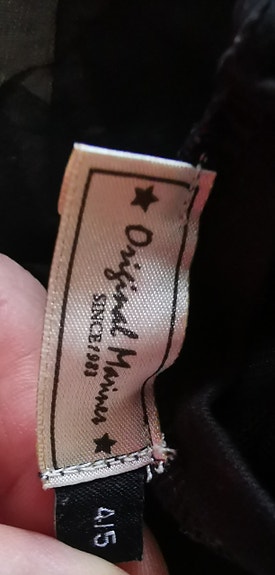 ★ Original Marines ★
SINCE 1983
4/5